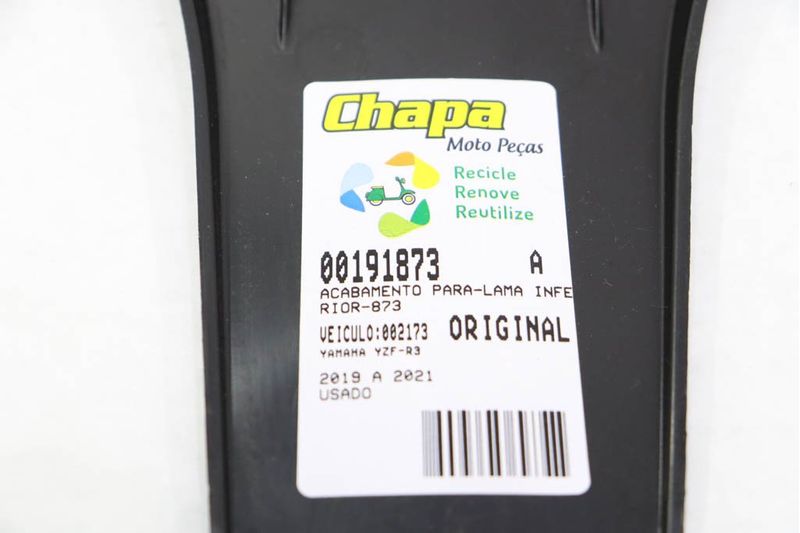 Chapa
Moto Peças
Recicle
Renove
Reutilize
00191873 A
ACABAMENTO PARA-LAMA INFE
RIOR-873
VEICULO:002173 ORIGINAL
YAMAHA YZF-R3
2019 A 2021
USADO